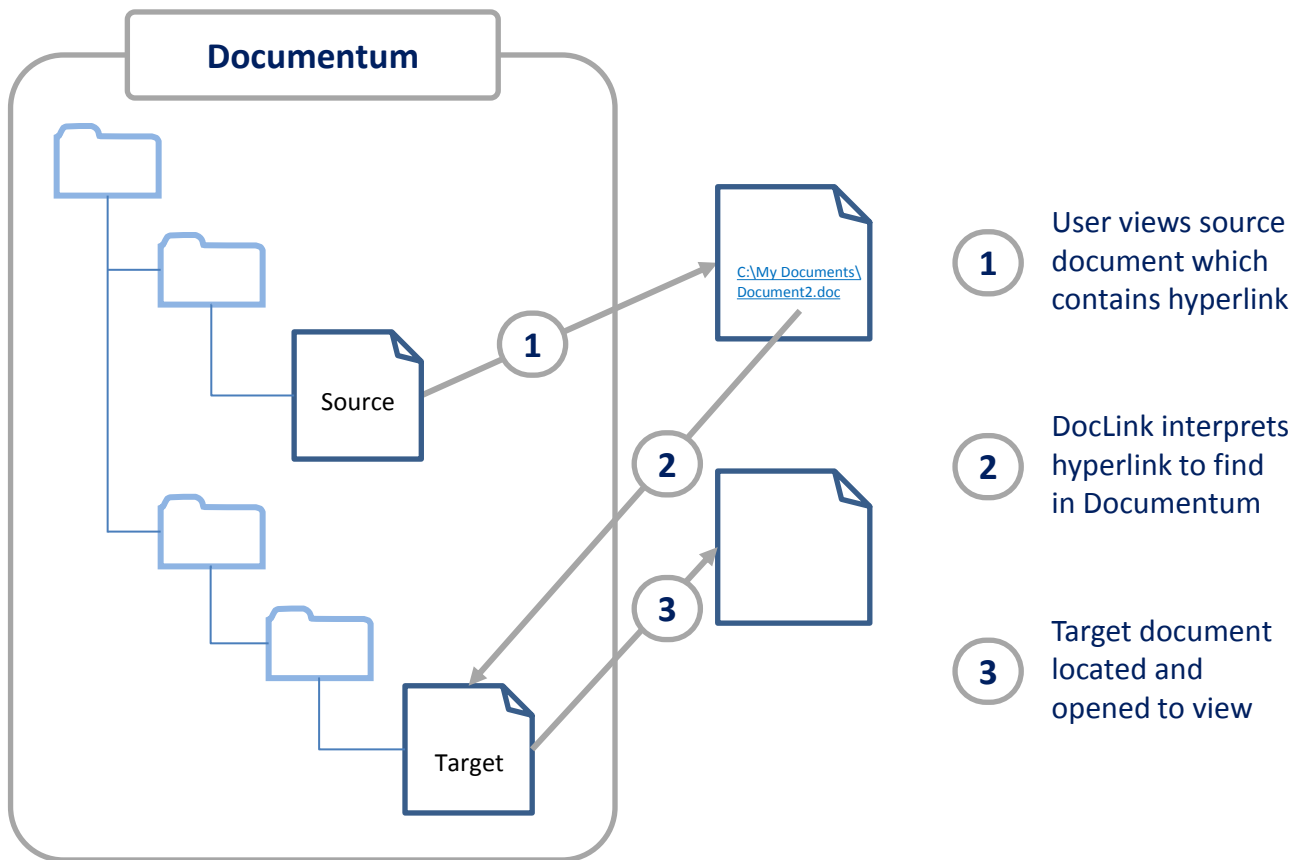 Documentum
C:\My Documents\
Document2.doc
1
Source
2
3
Target
1
User views source
document which
contains hyperlink
2
DocLink interprets
hyperlink to find
in Documentum
3
Target document
located and
opened to view